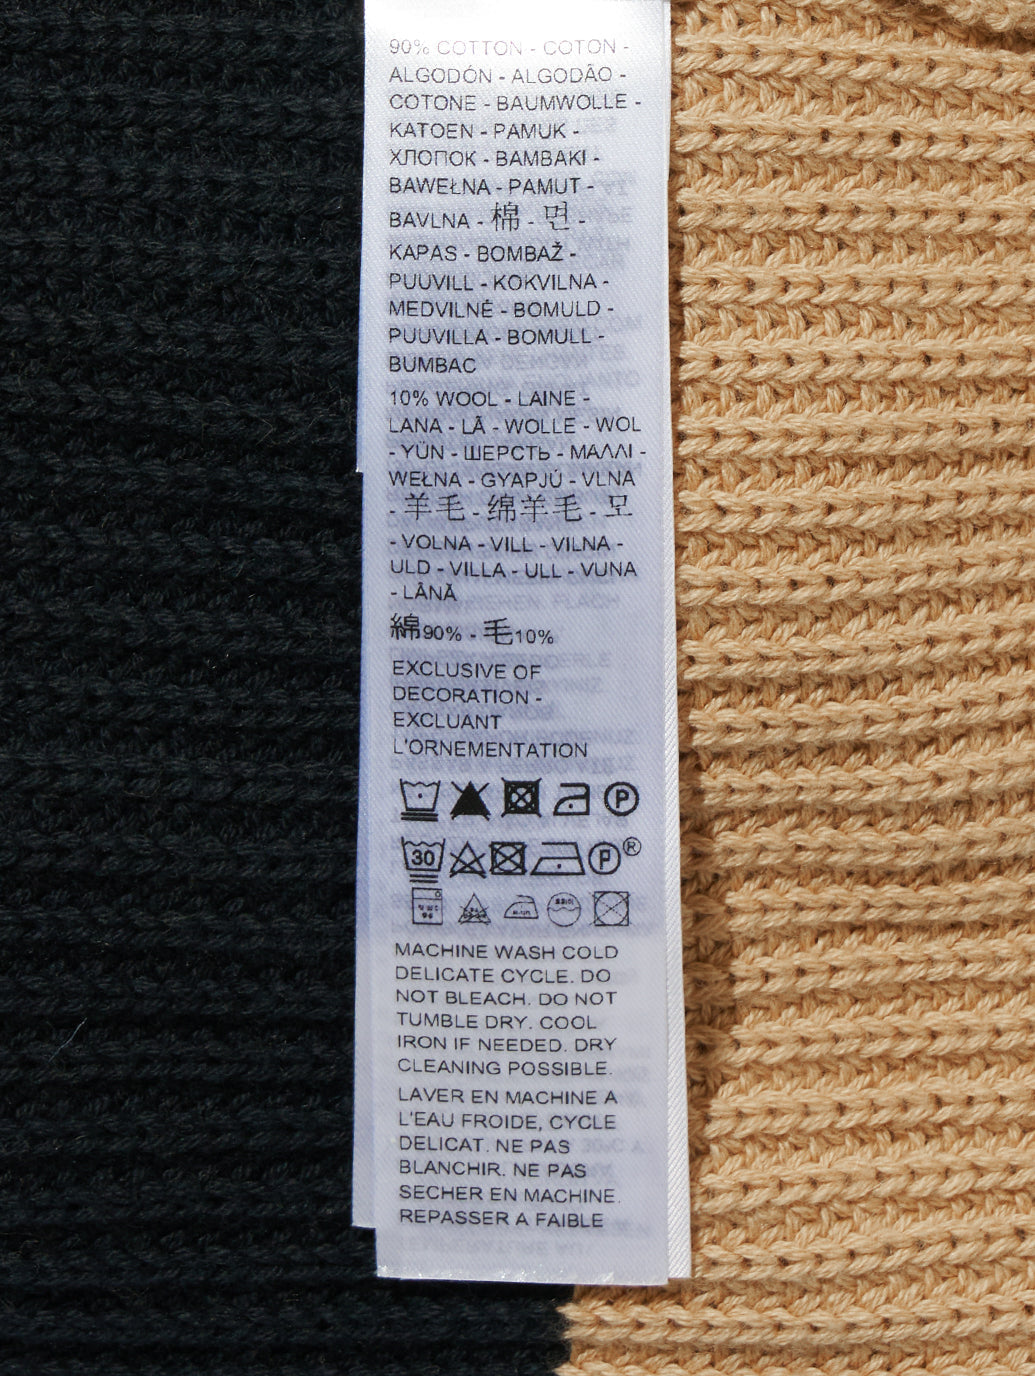 90% COTTON - COTON -
ALGODÓN - ALGODÃO -
COTONE - BAUMWOLLE -
KATOEN - PAMUK -
ХЛОПОК - ΒΑΜΒΑΚΙ -
BAWEŁNA - PAMUT -
BAVLNA - 棉 - 면 -
KAPAS - BOMBAŽ -
PUUVILL - KOKVILNA -
MEDVILNĖ - BOMULD -
PUUVILLA - BOMULL -
BUMBAC
10% WOOL - LAINE -
LANA - LÃ - WOLLE - WOL
- YÜN - ШЕРСТЬ - ΜΑΛΛΙ -
WEŁNA - GYAPJÚ - VLNA
- 羊毛 - 绵羊毛 - 모
- VOLNA - VILL - VILNA -
ULD - VILLA - ULL - VUNA
- LÂNĂ
綿90% - 毛10%
EXCLUSIVE OF
DECORATION -
EXCLUANT
L'ORNEMENTATION
P
30 P ®
MACHINE WASH COLD
DELICATE CYCLE. DO
NOT BLEACH. DO NOT
TUMBLE DRY. COOL
IRON IF NEEDED. DRY
CLEANING POSSIBLE.
LAVER EN MACHINE A
L'EAU FROIDE, CYCLE
DELICAT. NE PAS
BLANCHIR. NE PAS
SECHER EN MACHINE.
REPASSER A FAIBLE